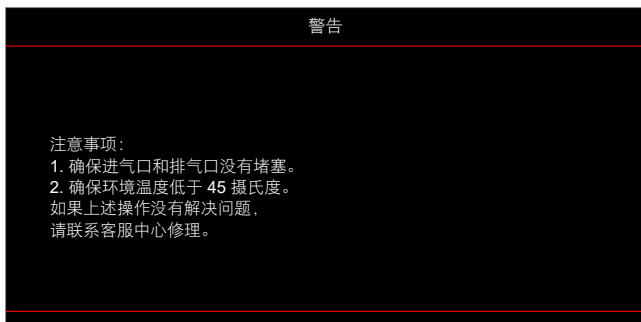 警告
注意事项：
1. 确保进气口和排气口没有堵塞。
2. 确保环境温度低于 45 摄氏度。
如果上述操作没有解决问题，
请联系客服中心修理。